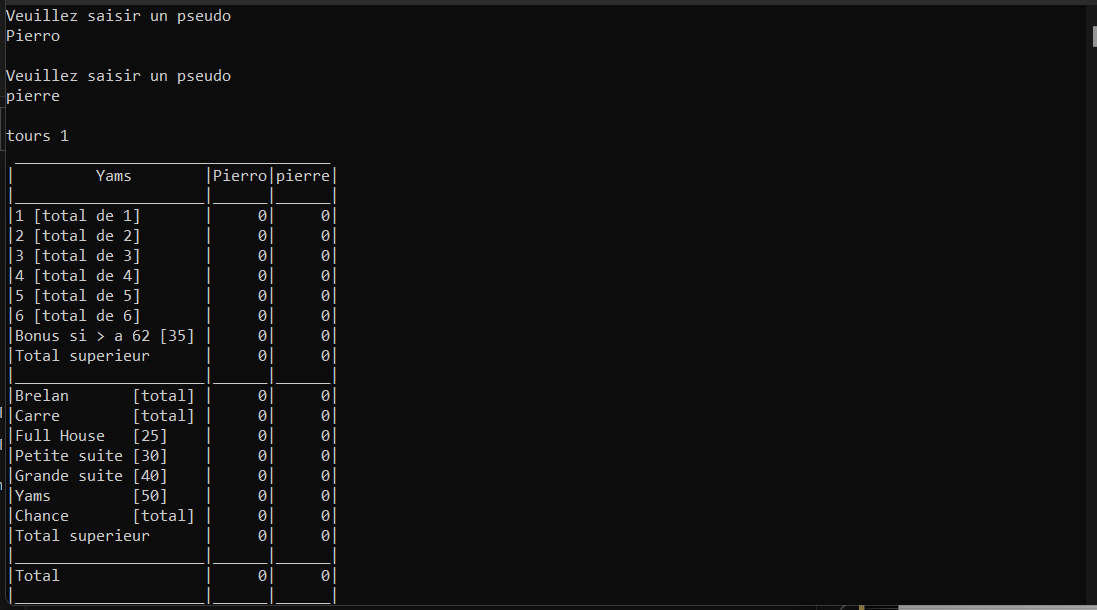 Veuillez saisir un pseudo
Pierro
Veuillez saisir un pseudo
pierre
tours 1
Yams |Pierro|pierre|
|1 [total de 1] | 0| 0|
|2 [total de 2] | 0| 0|
|3 [total de 3] | 0| 0|
|4 [total de 4] | 0| 0|
|5 [total de 5] | 0| 0|
|6 [total de 6] | 0| 0|
|Bonus si > a 62 [35] | 0| 0|
|Total superieur | 0| 0|
|Brelan [total] | 0| 0|
|Carre [total] | 0| 0|
|Full House [25] | 0| 0|
|Petite suite [30] | 0| 0|
|Grande suite [40] | 0| 0|
|Yams [50] | 0| 0|
|Chance [total] | 0| 0|
|Total superieur | 0| 0|
|Total | 0| 0|